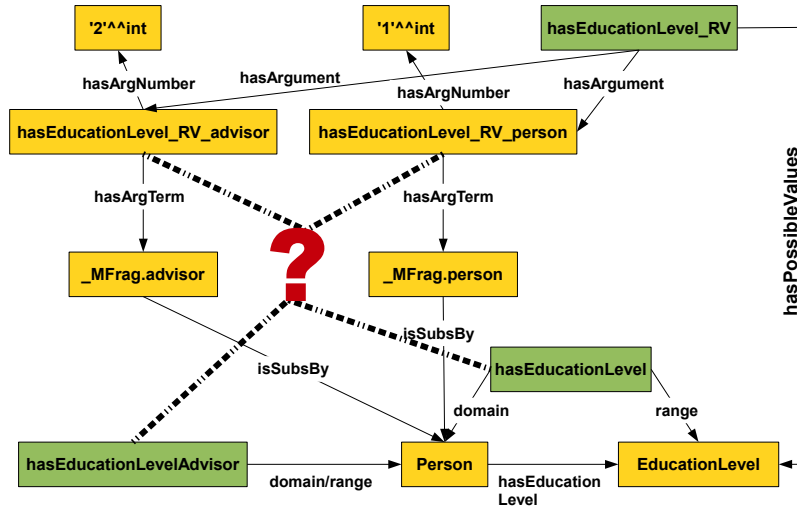 '2'^^int
'1'^^int
hasEducationLevel_RV
hasArgument
hasArgNumber
hasArgNumber
hasArgument
hasEducationLevel_RV_advisor
hasEducationLevel_RV_person
hasArgTerm
hasArgTerm
?
_MFrag.advisor
_MFrag.person
hasPossibleValues
isSubsBy
isSubsBy
hasEducationLevel
domain
range
hasEducationLevelAdvisor
domain/range
Person
hasEducation
Level
EducationLevel